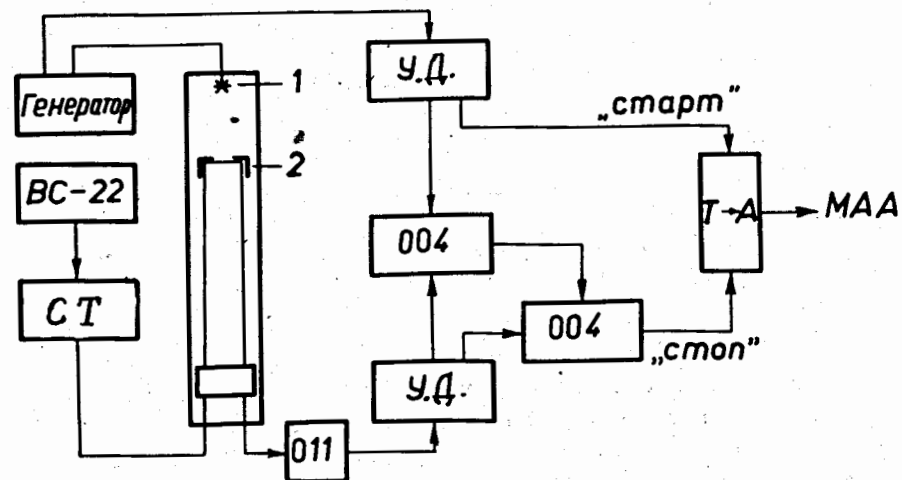 У.Д.
1
Генератор
„старт"
2
ВС-22
Т→А
МАА
004
СТ
004
„стоп"
У.Д.
011